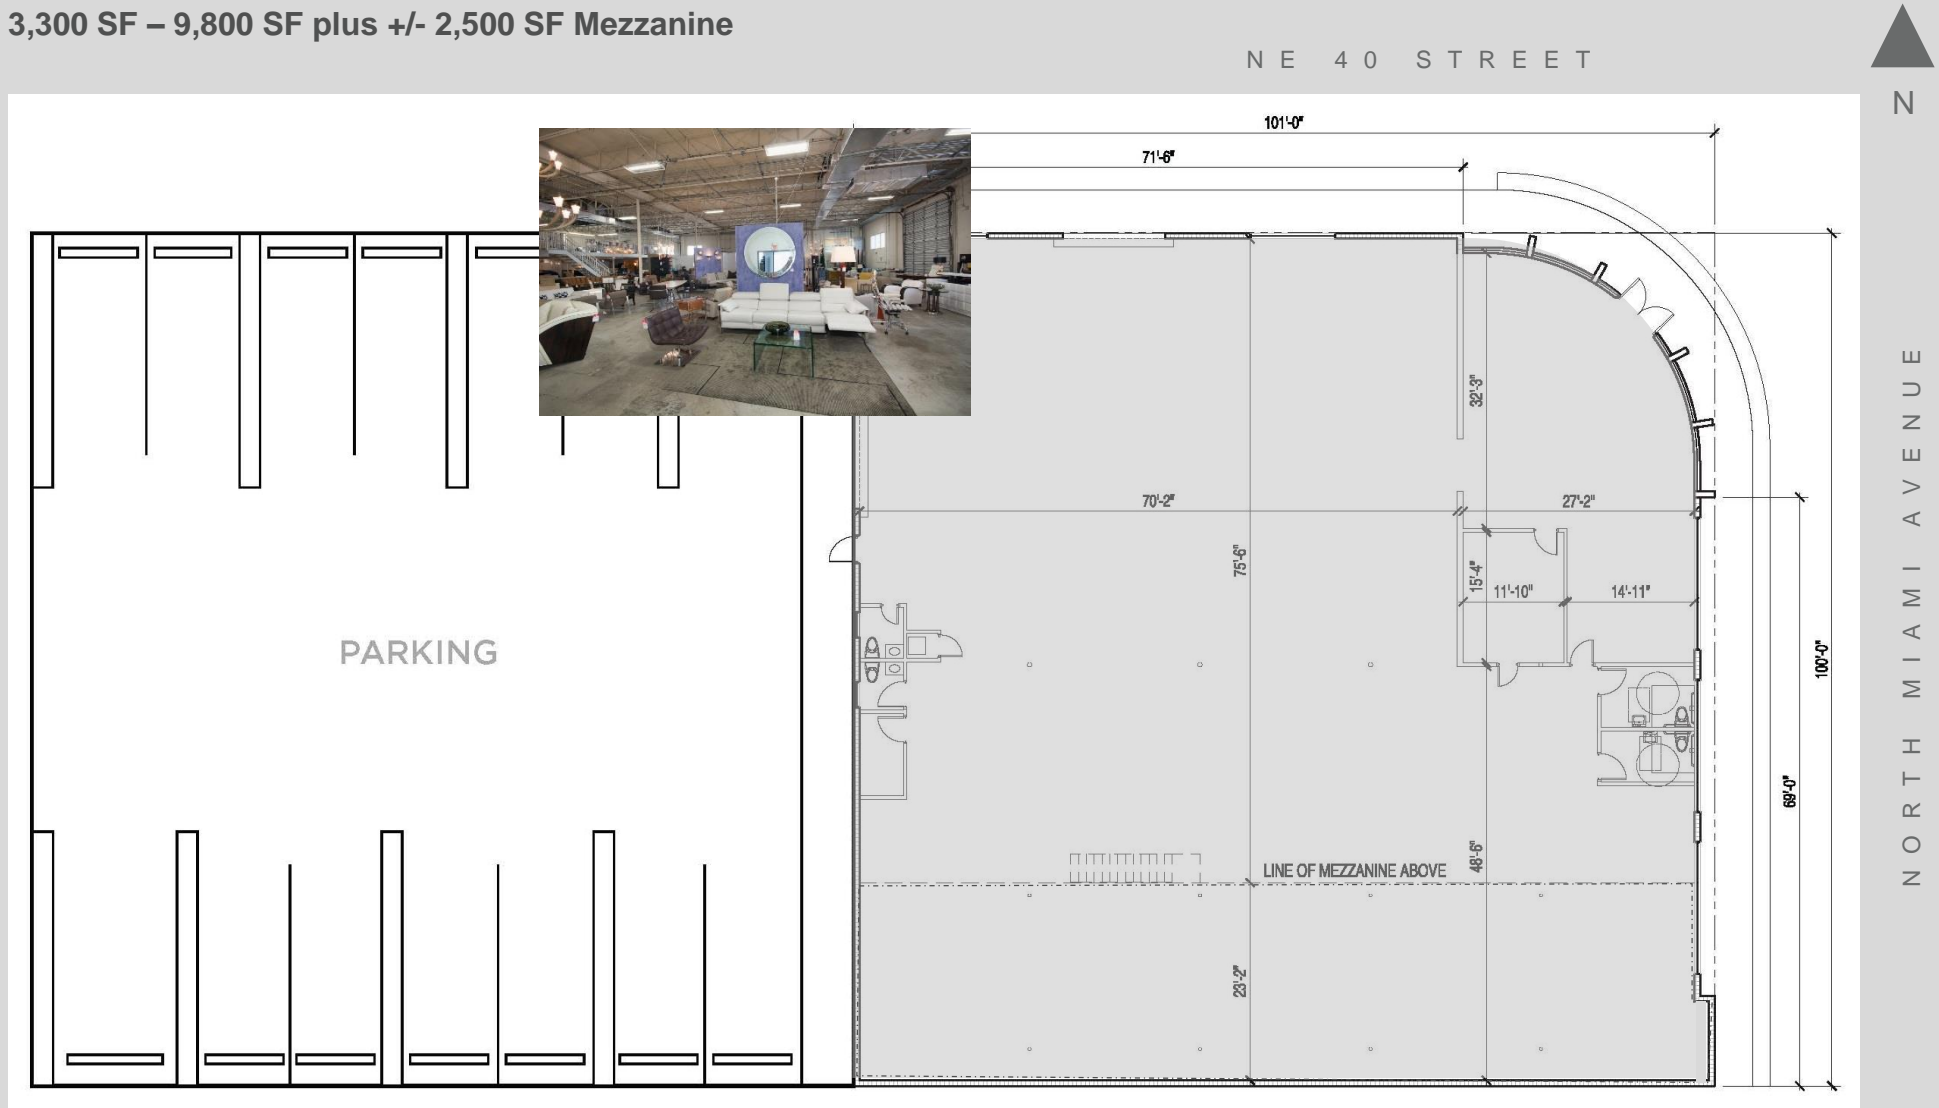 3,300 SF – 9,800 SF plus +/- 2,500 SF Mezzanine
NE 40 STREET
N
101'-0"
71'-6"
32'-3"
70'-2"
27'-2"
75'-6"
15'-4"
11'-10"
14'-11"
PARKING
100'-0"
NORTH MIAMI AVENUE
69'-0"
LINE OF MEZZANINE ABOVE
48'-6"
23'-2"